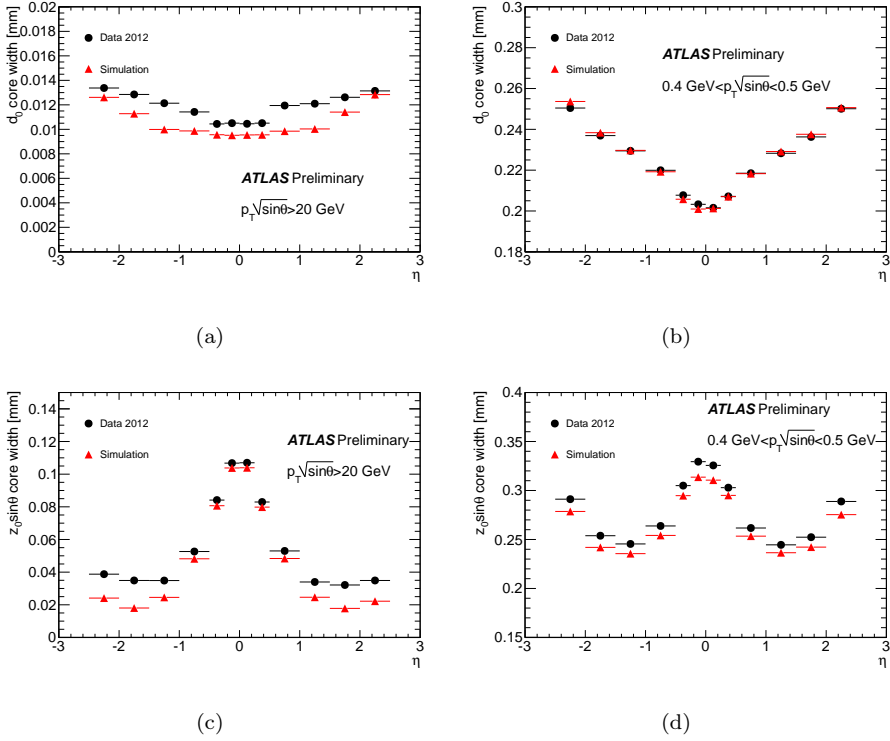 d₀ core width [mm]
0.02
0.018
0.016
0.014
0.012
0.01
0.008
0.006
0.004
0.002
0
Data 2012
Simulation
ATLAS Preliminary
p_T√sinθ>20 GeV
-3 -2 -1 0 1 2 3
η
(a)
d₀ core width [mm]
0.3
0.28
0.26
0.24
0.22
0.2
0.18
Data 2012
Simulation
ATLAS Preliminary
0.4 GeV<p_T√sinθ<0.5 GeV
-3 -2 -1 0 1 2 3
η
(b)
z₀sinθ core width [mm]
0.14
0.12
0.1
0.08
0.06
0.04
0.02
0
Data 2012
Simulation
ATLAS Preliminary
p_T√sinθ>20 GeV
-3 -2 -1 0 1 2 3
η
(c)
z₀sinθ core width [mm]
0.4
0.35
0.3
0.25
0.2
0.15
Data 2012
Simulation
ATLAS Preliminary
0.4 GeV<p_T√sinθ<0.5 GeV
-3 -2 -1 0 1 2 3
η
(d)